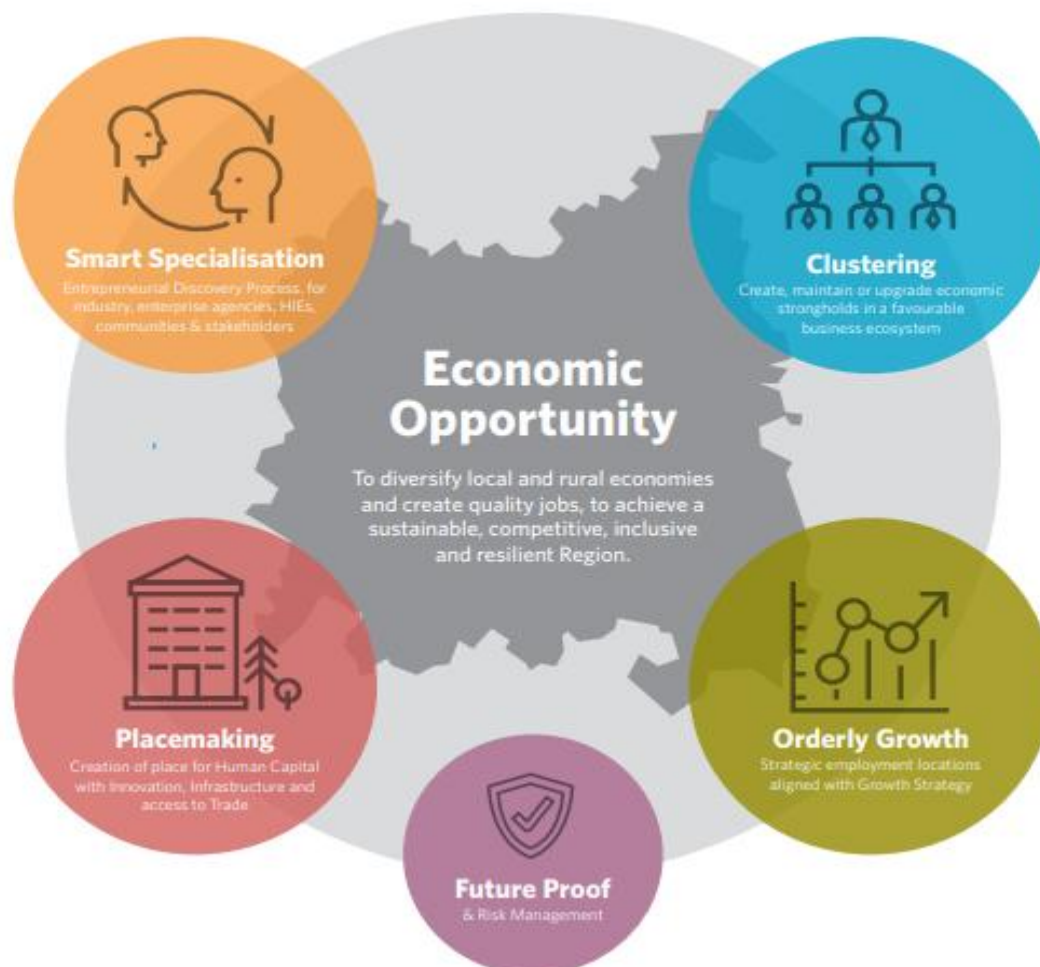 Smart Specialisation
Entrepreneurial Discovery Process, for
industry, enterprise agencies, HIEs,
communities & stakeholders
Clustering
Create, maintain or upgrade economic
strongholds in a favourable
business ecosystem
Economic
Opportunity
To diversify local and rural economies
and create quality jobs, to achieve a
sustainable, competitive, inclusive
and resilient Region.
Placemaking
Creation of place for Human Capital
with Innovation, Infrastructure and
access to Trade
Orderly Growth
Strategic employment locations
aligned with Growth Strategy
Future Proof
& Risk Management